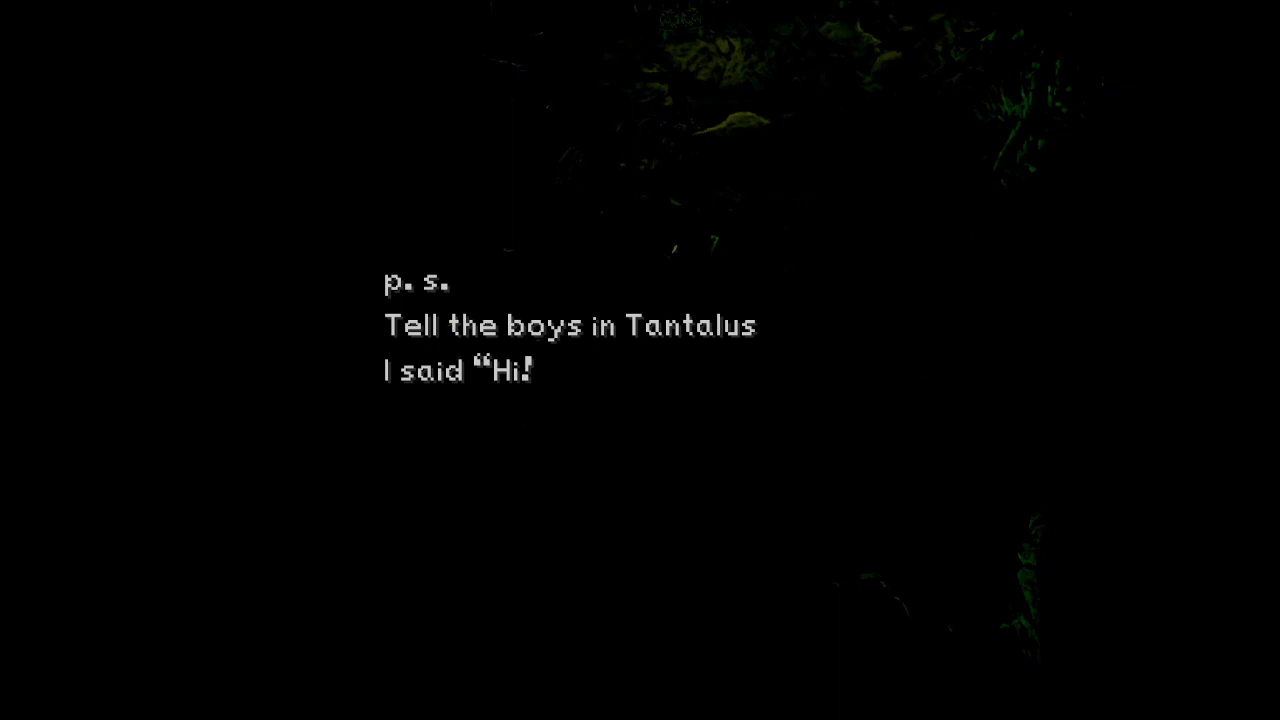 p. s.
Tell the boys in Tantalus
I said “Hi!